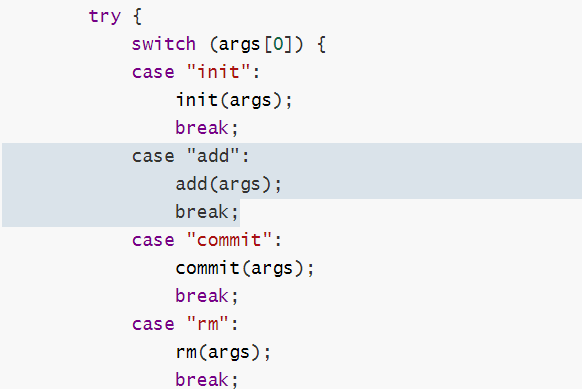 try {
switch (args[0]) {
case "init":
init(args);
break;
case "add":
add(args);
break;
case "commit":
commit(args);
break;
case "rm":
rm(args);
break;